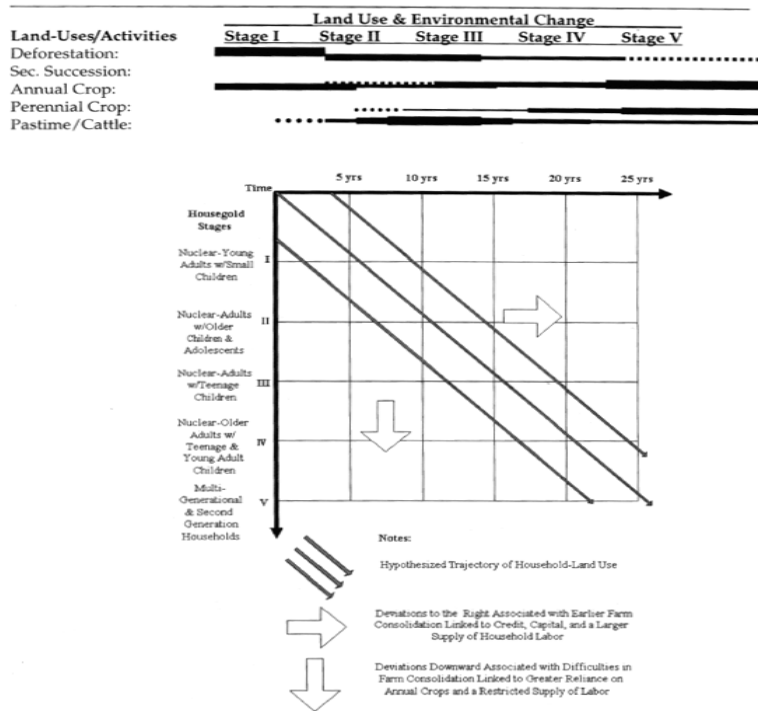 Land Use & Environmental Change
Land-Uses/Activities Stage I Stage II Stage III Stage IV Stage V
Deforestation:
Sec. Succession:
Annual Crop:
Perennial Crop:
Pastime/Cattle:
Time 5 yrs 10 yrs 15 yrs 20 yrs 25 yrs
Housegold
Stages
Nuclear-Young
Adults w/Small
Children
I
Nuclear-Adults
w/Older
Children &
Adolescents
II
Nuclear-Adults
w/Teenage
Children
III
Nuclear-Older
Adults w/
Teenage &
Young Adult
Children
IV
Multi-
Generational
& Second
Generation
Households
V
Notes:
Hypothesized Trajectory of Household-Land Use
Deviations to the Right Associated with Earlier Farm
Consolidation Linked to Credit, Capital, and a Larger
Supply of Household Labor
Deviations Downward Associated with Difficulties in
Farm Consolidation Linked to Greater Reliance on
Annual Crops and a Restricted Supply of Labor